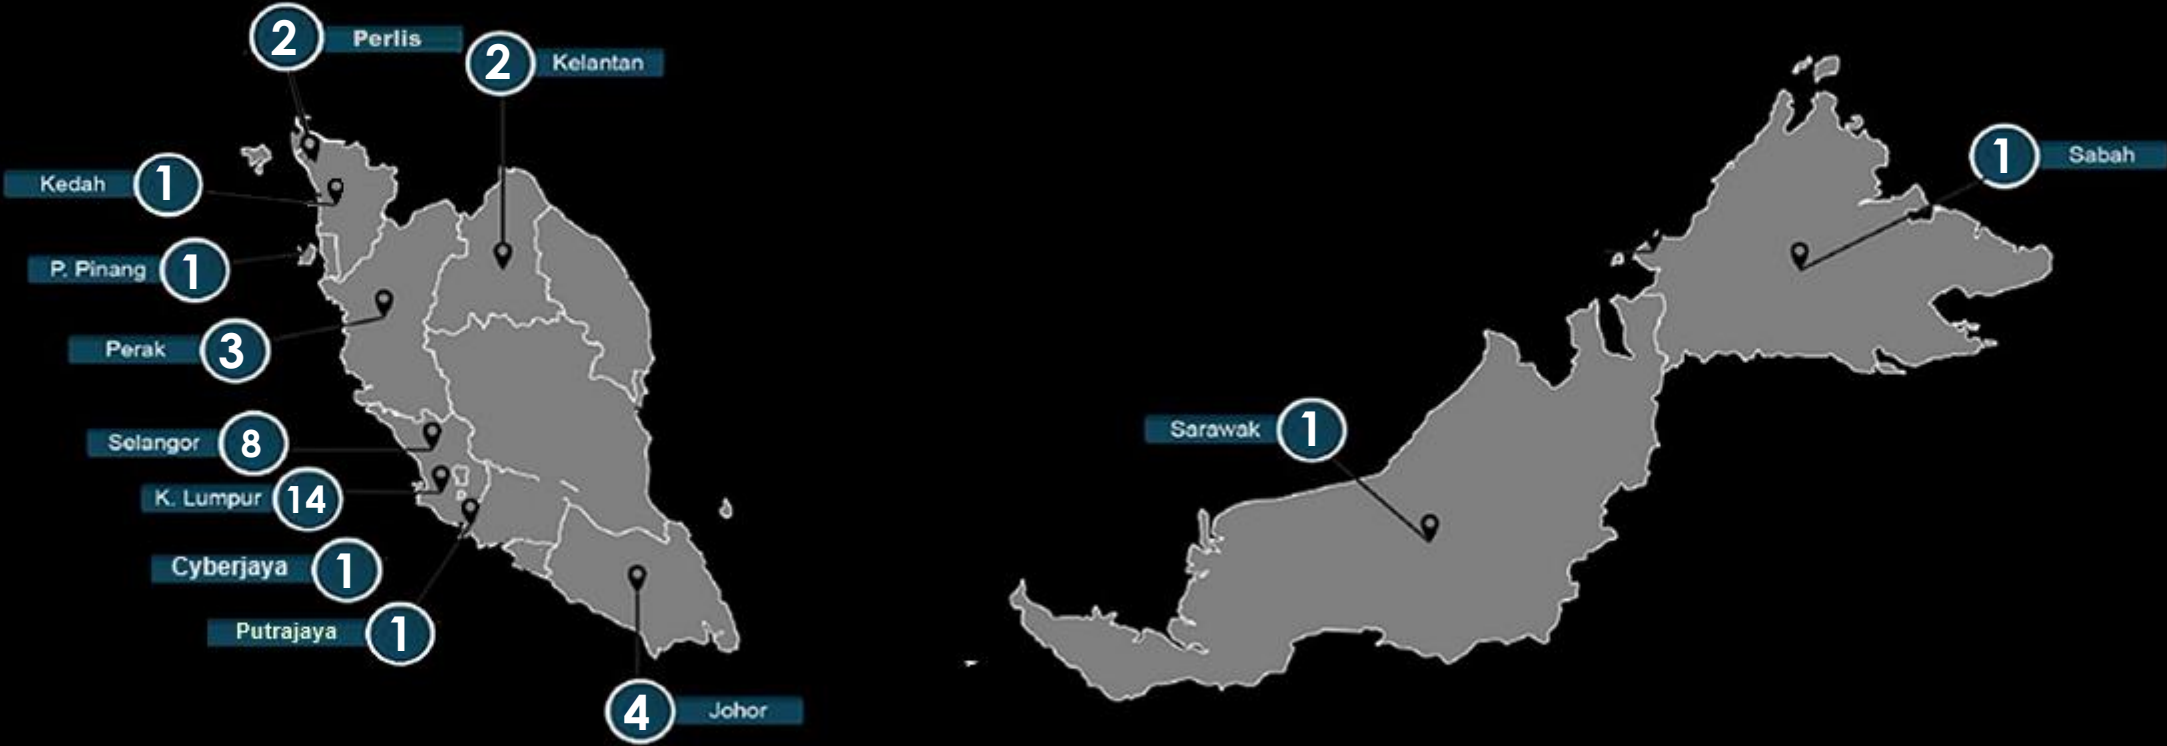 2 Perlis
2 Kelantan
Kedah 1
P. Pinang 1
Perak 3
Selangor 8
K. Lumpur 14
Cyberjaya 1
Putrajaya 1
4 Johor
1 Sabah
Sarawak 1